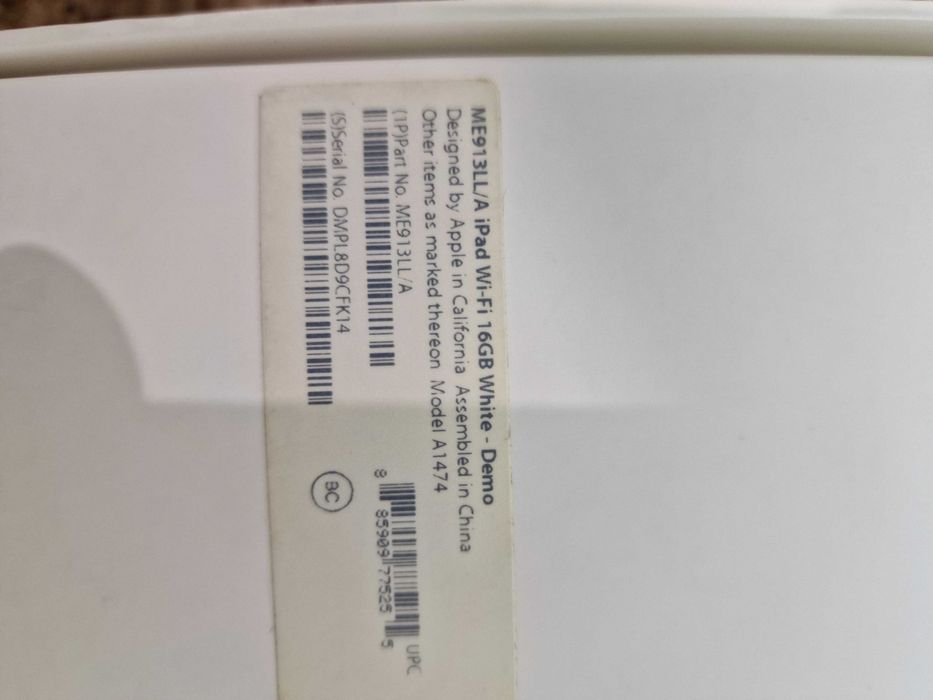 ME913LL/A iPad Wi-Fi 16GB White - Demo
Designed by Apple in California Assembled in China
Other items as marked thereon Model A1474
(1P)Part No. ME913LL/A
(S)Serial No. DMPL8D9CFK14
8 85909 77525 5
UPC
BC